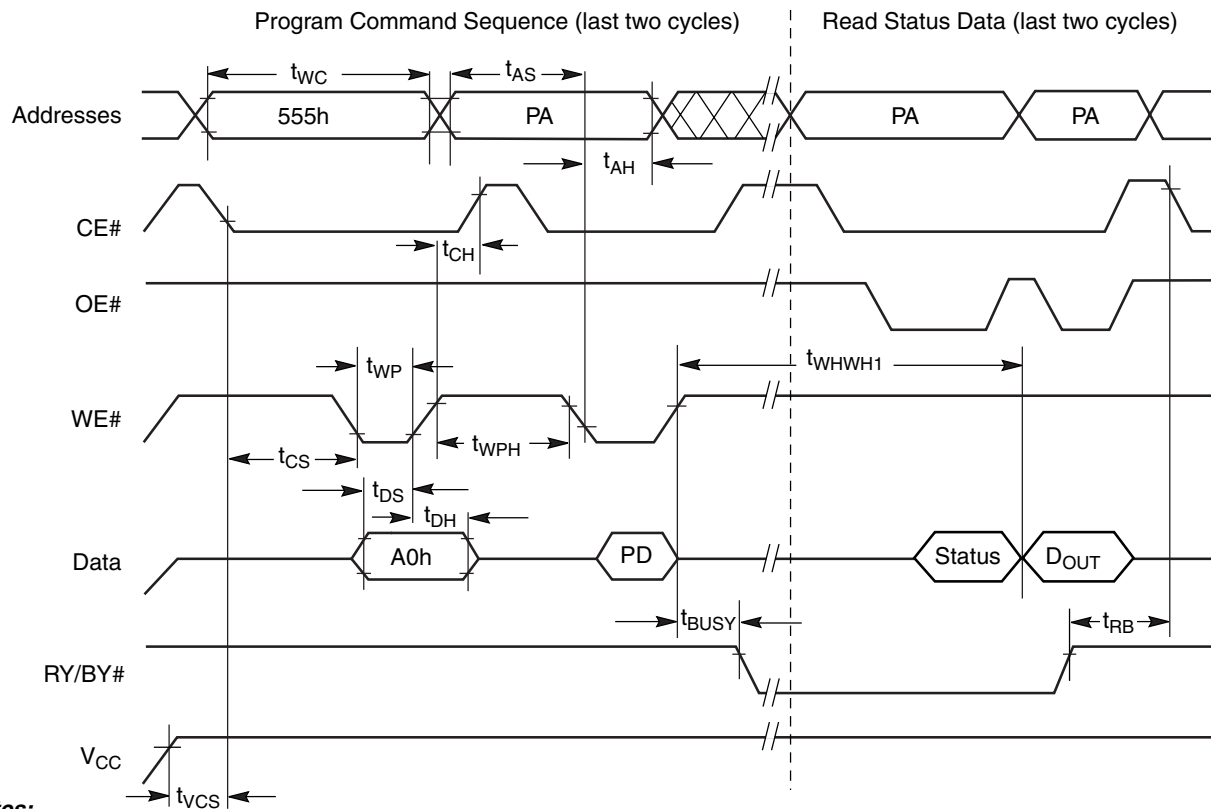 Program Command Sequence (last two cycles) Read Status Data (last two cycles)
tWC tAS
Addresses 555h PA PA PA
tAH
CE#
tCH
OE#
tWP tWHWH1
WE#
tCS tWPH
tDS
tDH
Data A0h PD Status DOUT
tBUSY tRB
RY/BY#
VCC
tVCS